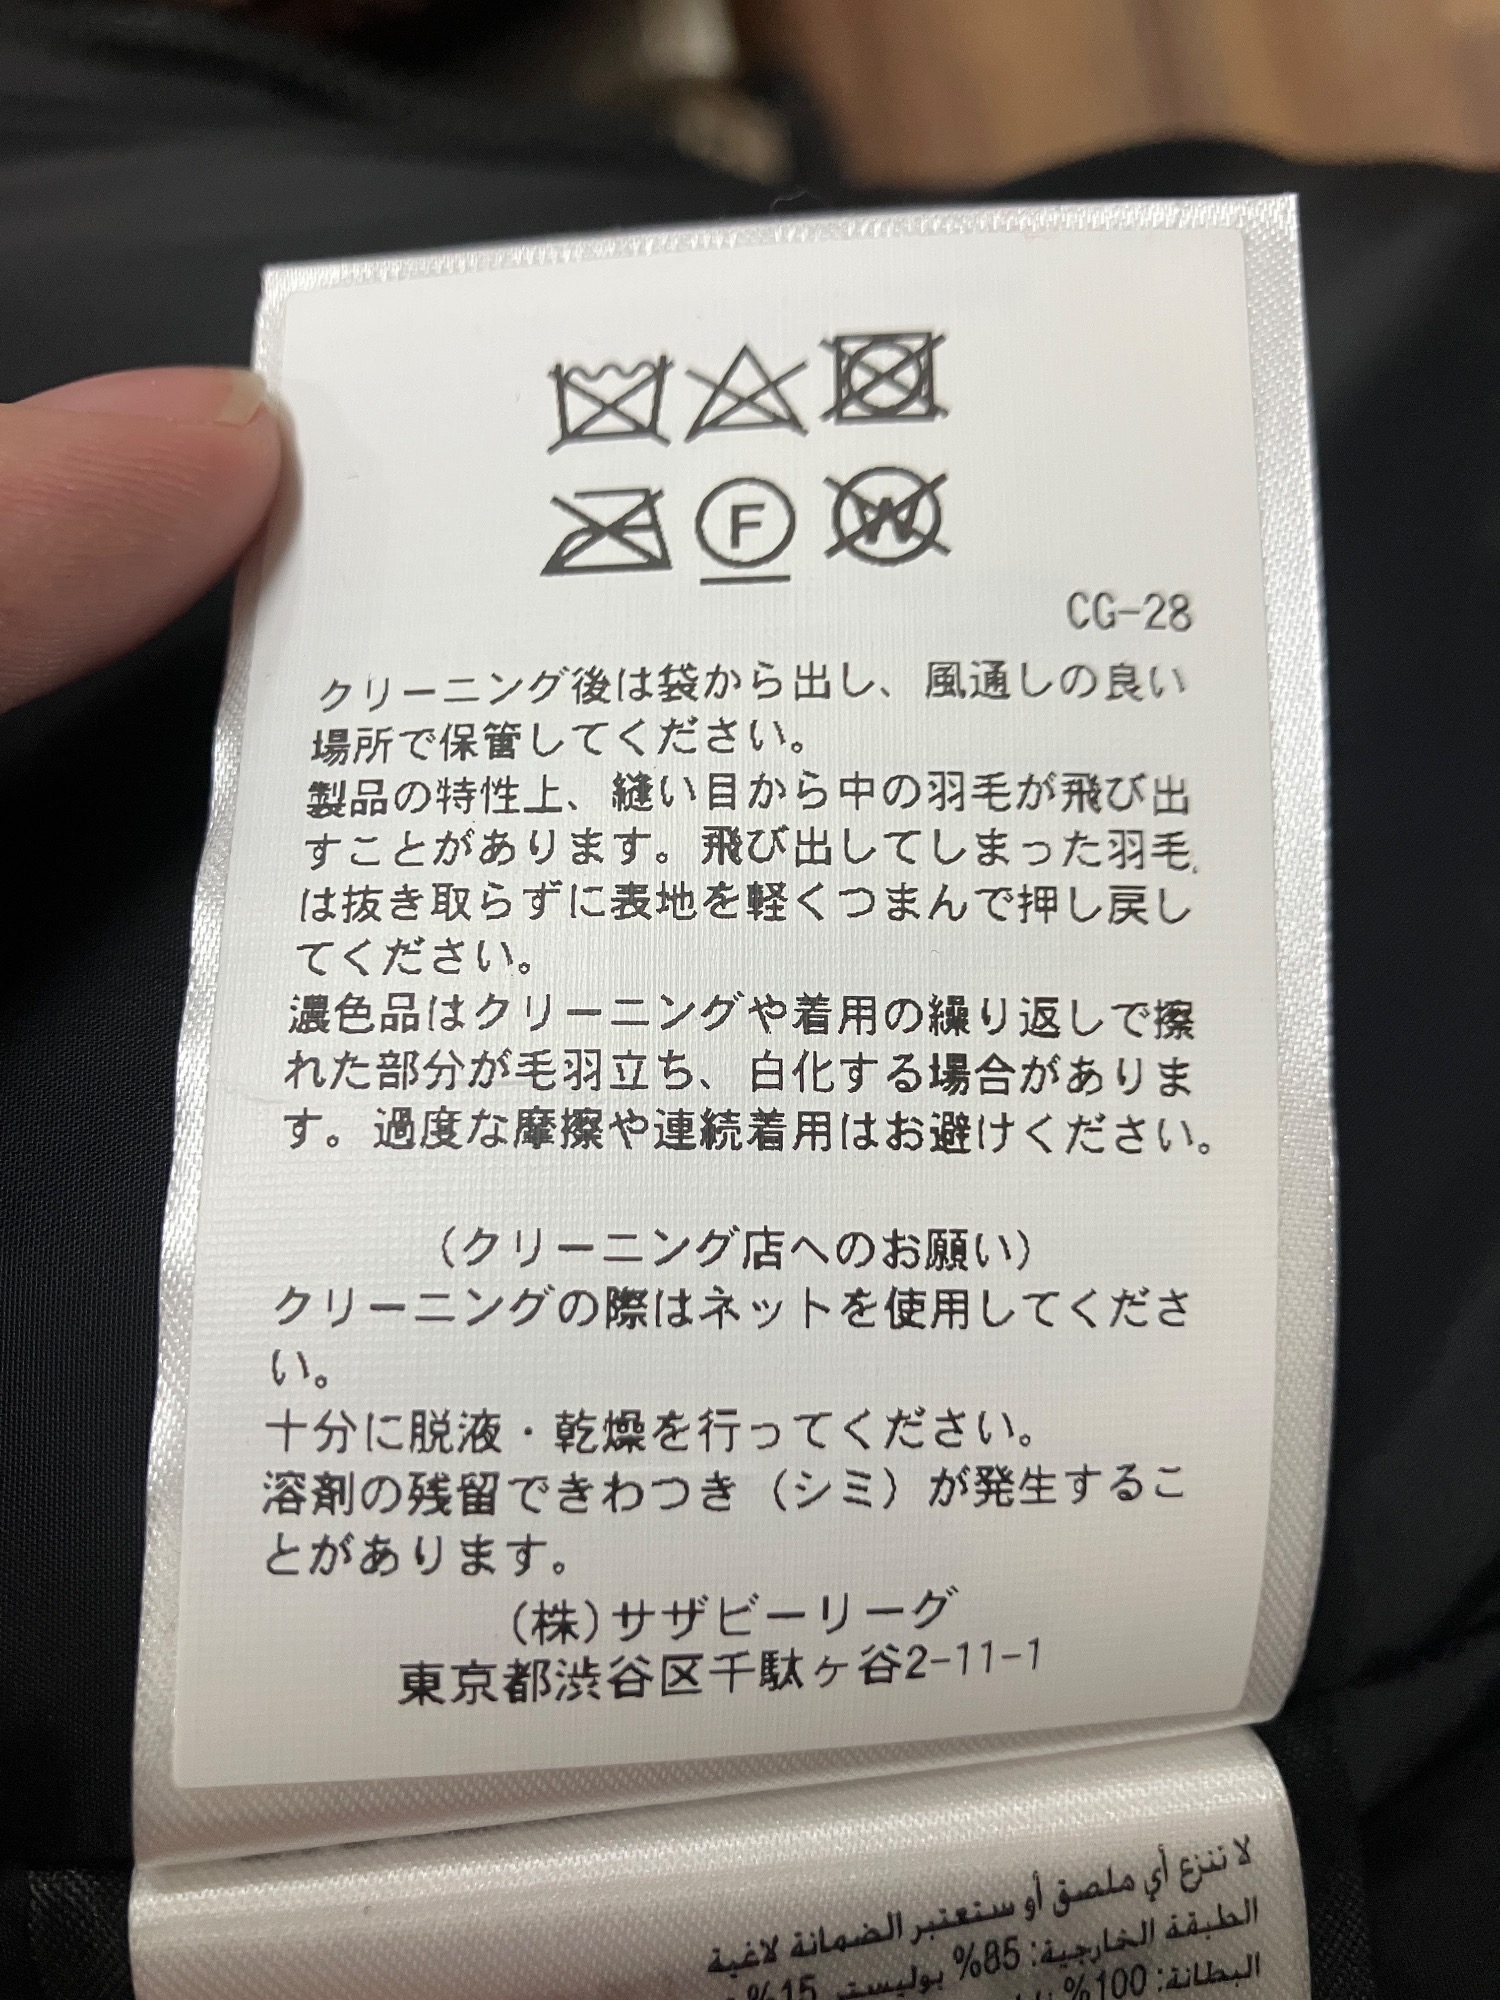 F W
CG-28
クリーニング後は袋から出し、風通しの良い
場所で保管してください。
製品の特性上、縫い目から中の羽毛が飛び出
すことがあります。飛び出してしまった羽毛
は抜き取らずに表地を軽くつまんで押し戻し
てください。
濃色品はクリーニングや着用の繰り返しで擦
れた部分が毛羽立ち、白化する場合がありま
す。過度な摩擦や連続着用はお避けください。
(クリーニング店へのお願い)
クリーニングの際はネットを使用してくださ
い。
十分に脱液・乾燥を行ってください。
溶剤の残留できわつき(シミ)が発生するこ
とがあります。
(株)サザビーリーグ
東京都渋谷区千駄ヶ谷2-11-1
لا تنزع أي ملصق أو ستعتبر الضمانة لاغية
الطبقة الخارجية: 85% بوليستر 15%
البطانة: 100%